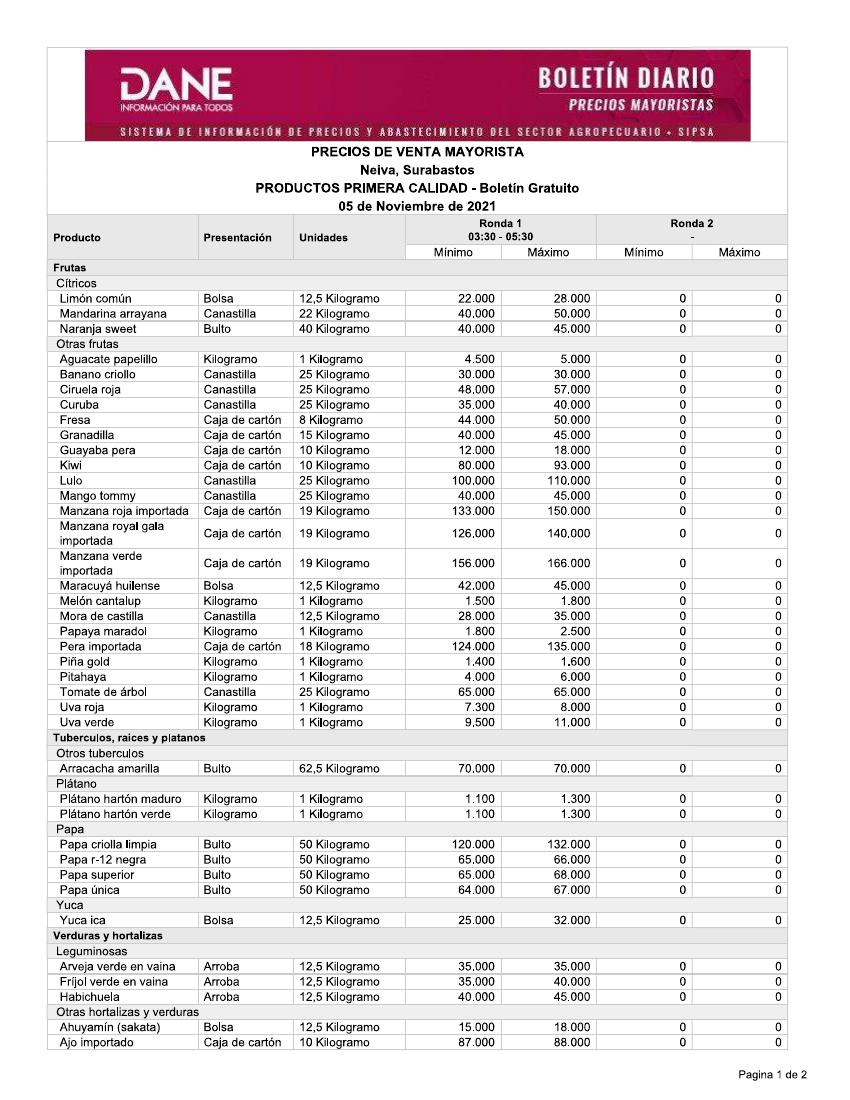 DANE
INFORMACIÓN PARA TODOS
BOLETÍN DIARIO
PRECIOS MAYORISTAS
SISTEMA DE INFORMACIÓN DE PRECIOS Y ABASTECIMIENTO DEL SECTOR AGROPECUARIO • SIPSA
PRECIOS DE VENTA MAYORISTA
Neiva, Surabastos
PRODUCTOS PRIMERA CALIDAD - Boletín Gratuito
05 de Noviembre de 2021
Producto Presentación Unidades Ronda 1 03:30 - 05:30 Ronda 2 -
Mínimo Máximo Mínimo Máximo
Frutas
Cítricos
Limón común Bolsa 12,5 Kilogramo 22.000 28.000 0 0
Mandarina arrayana Canastilla 22 Kilogramo 40.000 50.000 0 0
Naranja sweet Bulto 40 Kilogramo 40.000 45.000 0 0
Otras frutas
Aguacate papelillo Kilogramo 1 Kilogramo 4.500 5.000 0 0
Banano criollo Canastilla 25 Kilogramo 30.000 30.000 0 0
Ciruela roja Canastilla 25 Kilogramo 48.000 57.000 0 0
Curuba Canastilla 25 Kilogramo 35.000 40.000 0 0
Fresa Caja de cartón 8 Kilogramo 44.000 50.000 0 0
Granadilla Caja de cartón 15 Kilogramo 40.000 45.000 0 0
Guayaba pera Caja de cartón 10 Kilogramo 12.000 18.000 0 0
Kiwi Caja de cartón 10 Kilogramo 80.000 93.000 0 0
Lulo Canastilla 25 Kilogramo 100.000 110.000 0 0
Mango tommy Canastilla 25 Kilogramo 40.000 45.000 0 0
Manzana roja importada Caja de cartón 19 Kilogramo 133.000 150.000 0 0
Manzana royal gala
importada Caja de cartón 19 Kilogramo 126.000 140.000 0 0
Manzana verde
importada Caja de cartón 19 Kilogramo 156.000 166.000 0 0
Maracuyá huilense Bolsa 12,5 Kilogramo 42.000 45.000 0 0
Melón cantalup Kilogramo 1 Kilogramo 1.500 1.800 0 0
Mora de castilla Canastilla 12,5 Kilogramo 28.000 35.000 0 0
Papaya maradol Kilogramo 1 Kilogramo 1.800 2.500 0 0
Pera importada Caja de cartón 18 Kilogramo 124.000 135.000 0 0
Piña gold Kilogramo 1 Kilogramo 1.400 1.600 0 0
Pitahaya Kilogramo 1 Kilogramo 4.000 6.000 0 0
Tomate de árbol Canastilla 25 Kilogramo 65.000 65.000 0 0
Uva roja Kilogramo 1 Kilogramo 7.300 8.000 0 0
Uva verde Kilogramo 1 Kilogramo 9.500 11.000 0 0
Tuberculos, raices y platanos
Otros tuberculos
Arracacha amarilla Bulto 62,5 Kilogramo 70.000 70.000 0 0
Plátano
Plátano hartón maduro Kilogramo 1 Kilogramo 1.100 1.300 0 0
Plátano hartón verde Kilogramo 1 Kilogramo 1.100 1.300 0 0
Papa
Papa criolla limpia Bulto 50 Kilogramo 120.000 132.000 0 0
Papa r-12 negra Bulto 50 Kilogramo 65.000 66.000 0 0
Papa superior Bulto 50 Kilogramo 65.000 68.000 0 0
Papa única Bulto 50 Kilogramo 64.000 67.000 0 0
Yuca
Yuca ica Bolsa 12,5 Kilogramo 25.000 32.000 0 0
Verduras y hortalizas
Leguminosas
Arveja verde en vaina Arroba 12,5 Kilogramo 35.000 35.000 0 0
Fríjol verde en vaina Arroba 12,5 Kilogramo 35.000 40.000 0 0
Habichuela Arroba 12,5 Kilogramo 40.000 45.000 0 0
Otras hortalizas y verduras
Ahuyamín (sakata) Bolsa 12,5 Kilogramo 15.000 18.000 0 0
Ajo importado Caja de cartón 10 Kilogramo 87.000 88.000 0 0
Pagina 1 de 2